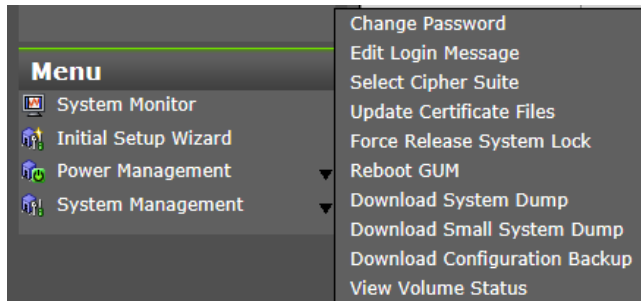 Menu
System Monitor
Initial Setup Wizard
Power Management
System Management
Change Password
Edit Login Message
Select Cipher Suite
Update Certificate Files
Force Release System Lock
Reboot GUM
Download System Dump
Download Small System Dump
Download Configuration Backup
View Volume Status